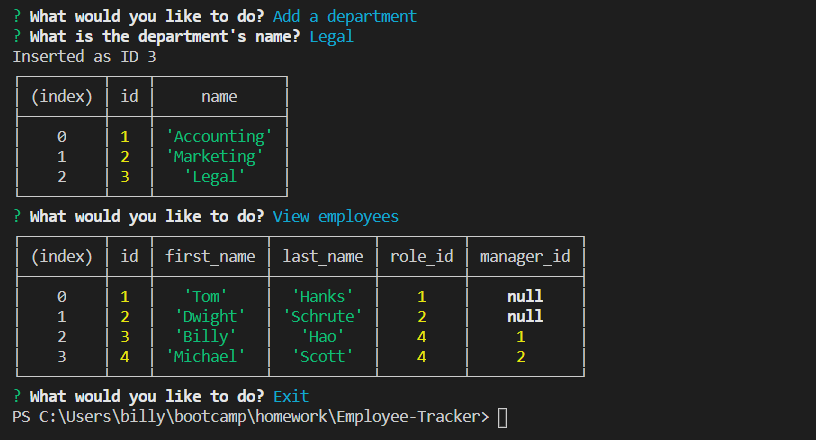 ? What would you like to do? Add a department
? What is the department's name? Legal
Inserted as ID 3
(index) id name
0 1 'Accounting'
1 2 'Marketing'
2 3 'Legal'
? What would you like to do? View employees
(index) id first_name last_name role_id manager_id
0 1 'Tom' 'Hanks' 1 null
1 2 'Dwight' 'Schrute' 2 null
2 3 'Billy' 'Hao' 4 1
3 4 'Michael' 'Scott' 4 2
? What would you like to do? Exit
PS C:\Users\billy\bootcamp\homework\Employee-Tracker>